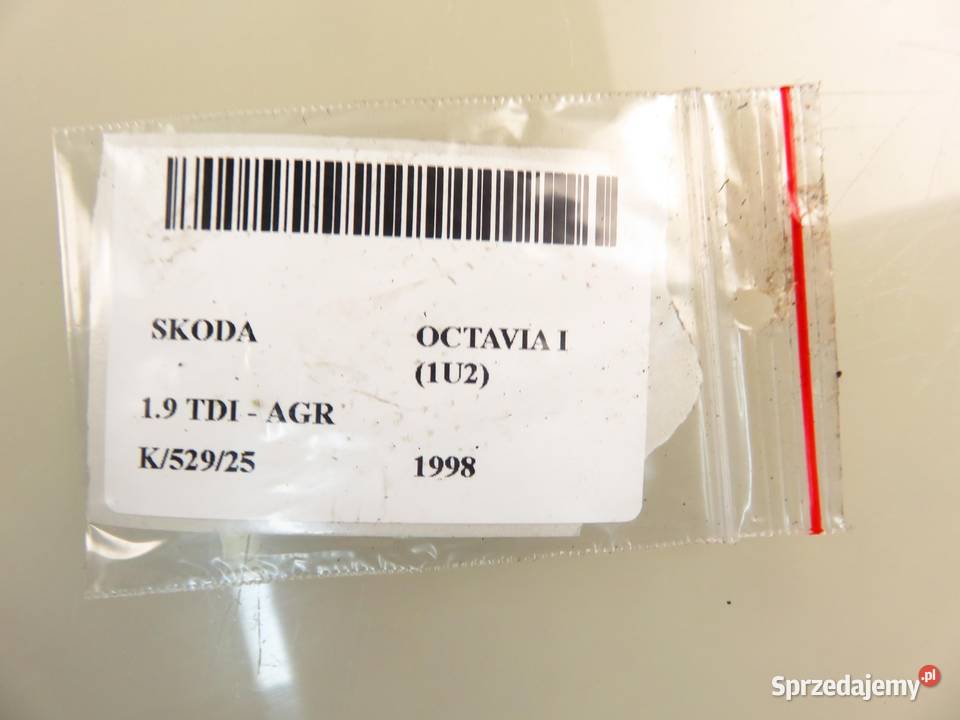 SKODA OCTAVIA I
(1U2)
1.9 TDI - AGR
K/529/25 1998
Sprzedajemy.pl